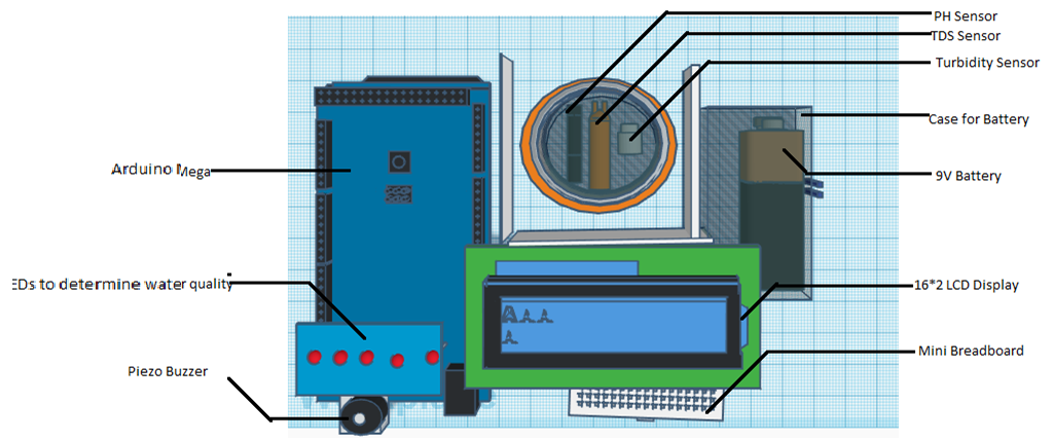 PH Sensor
TDS Sensor
Turbidity Sensor
Case for Battery
Arduino Mega
9V Battery
EDs to determine water quality
16*2 LCD Display
Mini Breadboard
Piezo Buzzer